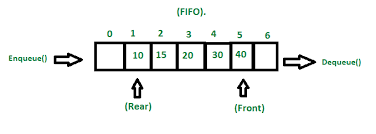 (FIFO).
0 1 2 3 4 5 6
Enqueue() 10 15 20 30 40 Dequeue()
(Rear) (Front)